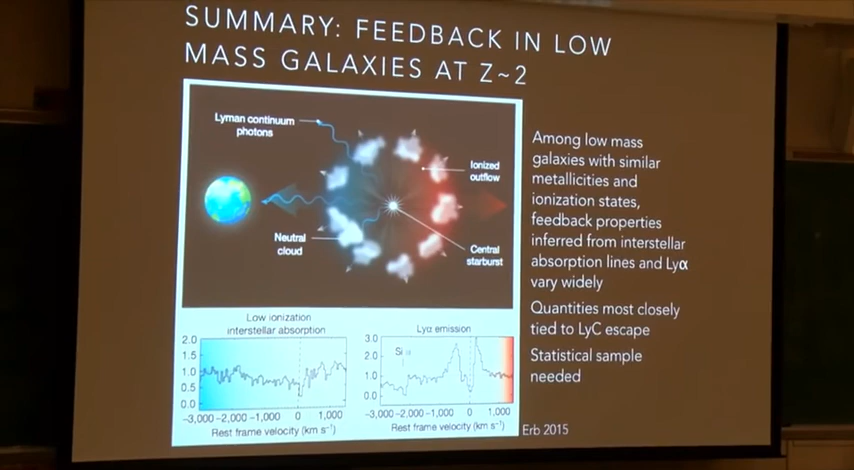 SUMMARY: FEEDBACK IN LOW
MASS GALAXIES AT Z~2
Lyman continuum
photons
Ionized
outflow
Neutral
cloud
Central
starburst
Among low mass
galaxies with similar
metallicities and
ionization states,
feedback properties
inferred from interstellar
absorption lines and Lyα
vary widely
Quantities most closely
tied to LyC escape
Statistical sample
needed
Low ionization
interstellar absorption
2.0
1.5
1.0
0.5
0.0
-3,000 -2,000 -1,000 0 1,000
Rest frame velocity (km s⁻¹)
Lyα emission
3.0
2.0
1.0
0.0
Si II
-3,000 -2,000 -1,000 0 1,000
Rest frame velocity (km s⁻¹)
Erb 2015